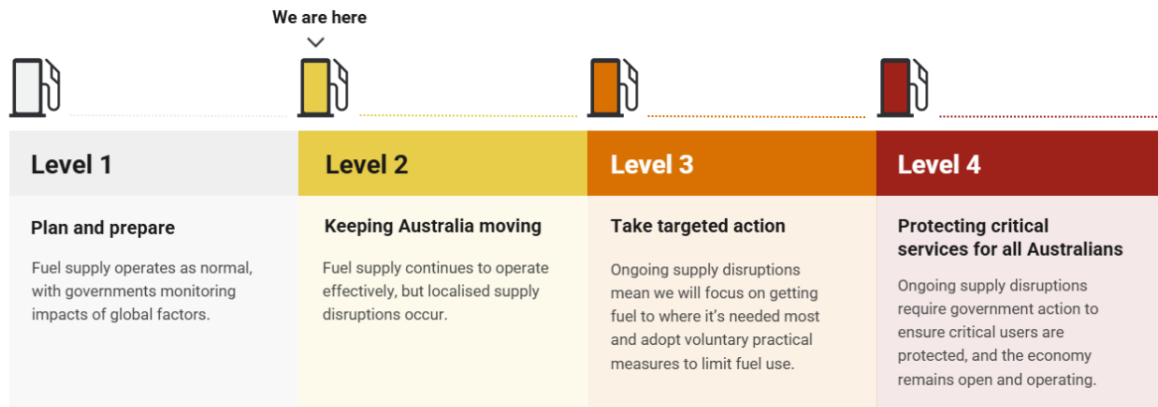 We are here
Level 1
Plan and prepare
Fuel supply operates as normal,
with governments monitoring
impacts of global factors.
Level 2
Keeping Australia moving
Fuel supply continues to operate
effectively, but localised supply
disruptions occur.
Level 3
Take targeted action
Ongoing supply disruptions
mean we will focus on getting
fuel to where it’s needed most
and adopt voluntary practical
measures to limit fuel use.
Level 4
Protecting critical
services for all Australians
Ongoing supply disruptions
require government action to
ensure critical users are
protected, and the economy
remains open and operating.